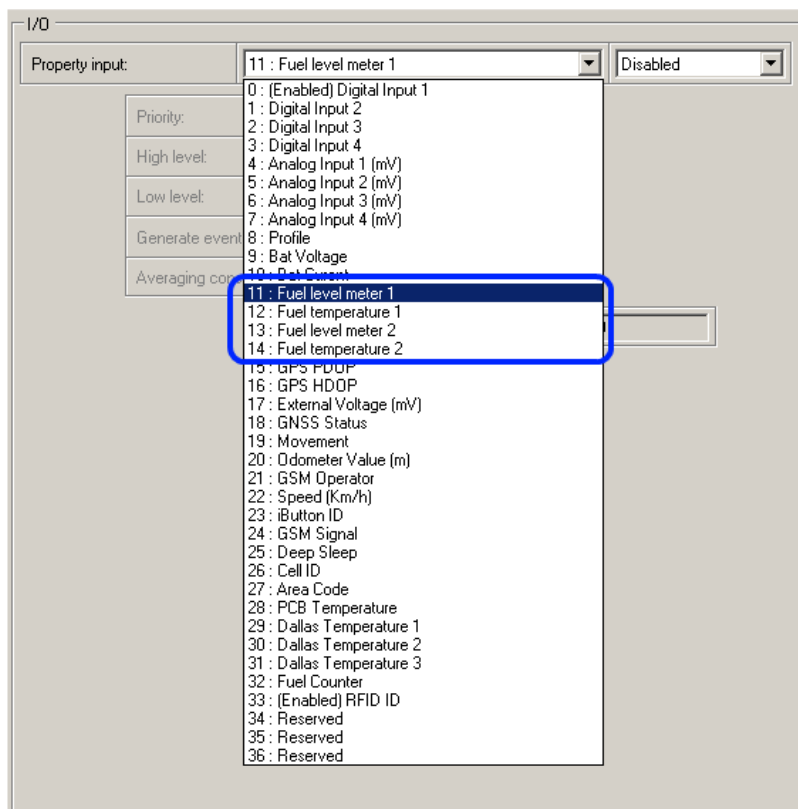 I/O
Property input: 11 : Fuel level meter 1 Disabled
0 : (Enabled) Digital Input 1
1 : Digital Input 2
Priority:
2 : Digital Input 3
3 : Digital Input 4
High level:
4 : Analog Input 1 (mV)
5 : Analog Input 2 (mV)
Low level:
6 : Analog Input 3 (mV)
7 : Analog Input 4 (mV)
Generate event
8 : Profile
9 : Bat Voltage
Averaging con
10 : Bat Curent
11 : Fuel level meter 1
12 : Fuel temperature 1
13 : Fuel level meter 2
14 : Fuel temperature 2
15 : GPS PDOP
16 : GPS HDOP
17 : External Voltage (mV)
18 : GNSS Status
19 : Movement
20 : Odometer Value (m)
21 : GSM Operator
22 : Speed (Km/h)
23 : iButton ID
24 : GSM Signal
25 : Deep Sleep
26 : Cell ID
27 : Area Code
28 : PCB Temperature
29 : Dallas Temperature 1
30 : Dallas Temperature 2
31 : Dallas Temperature 3
32 : Fuel Counter
33 : (Enabled) RFID ID
34 : Reserved
35 : Reserved
36 : Reserved